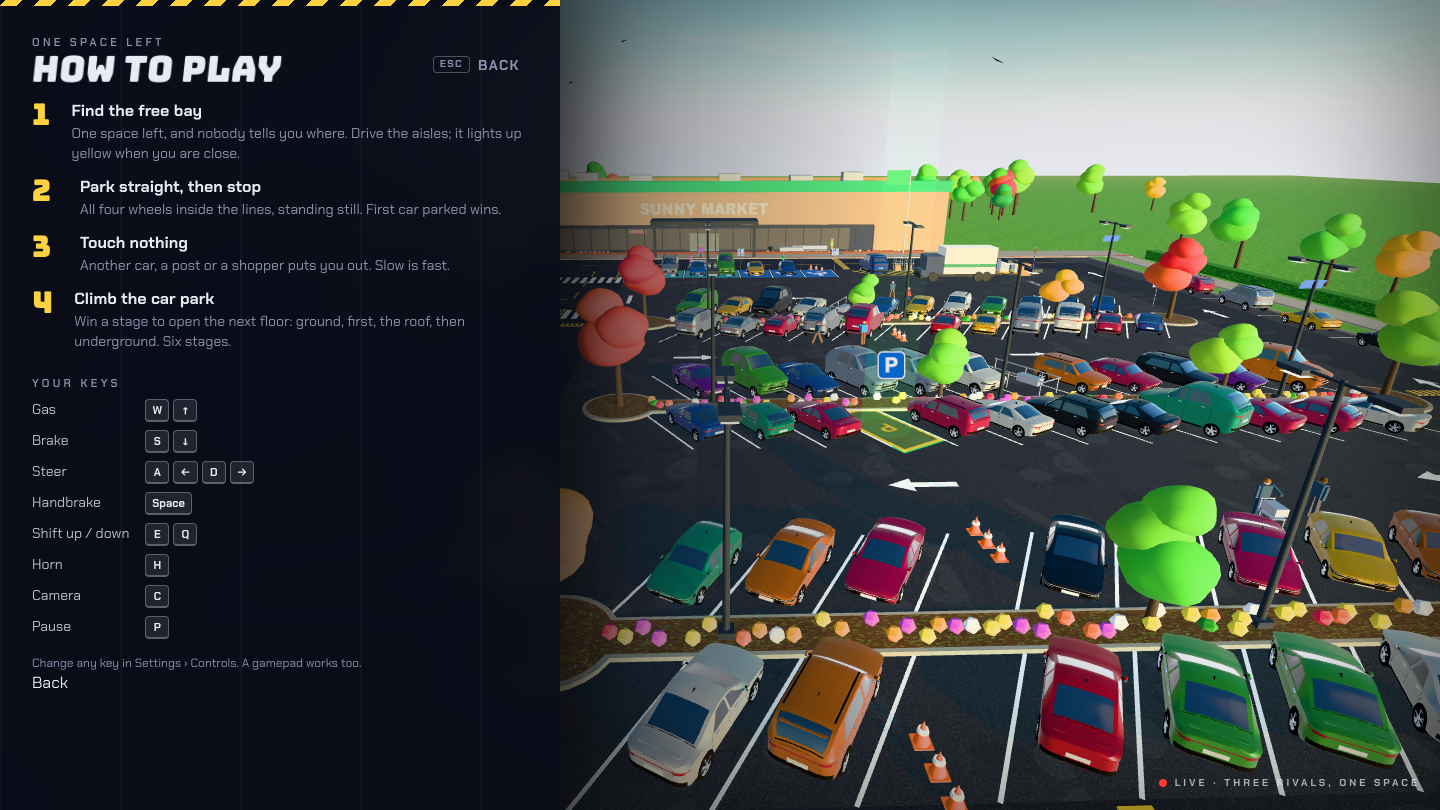 ONE SPACE LEFT
HOW TO PLAY
ESC BACK
1 Find the free bay
One space left, and nobody tells you where. Drive the aisles; it lights up
yellow when you are close.
2 Park straight, then stop
All four wheels inside the lines, standing still. First car parked wins.
3 Touch nothing
Another car, a post or a shopper puts you out. Slow is fast.
4 Climb the car park
Win a stage to open the next floor: ground, first, the roof, then
underground. Six stages.
YOUR KEYS
Gas W ↑
Brake S ↓
Steer A ← D →
Handbrake Space
Shift up / down E Q
Horn H
Camera C
Pause P
Change any key in Settings › Controls. A gamepad works too.
Back
SUNNY MARKET
P
P
LIVE · THREE RIVALS, ONE SPACE